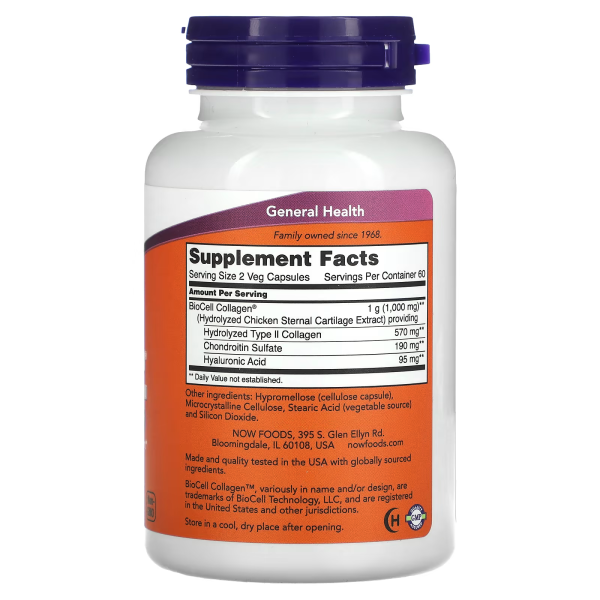 General Health
Family owned since 1968.
Supplement Facts
Serving Size 2 Veg Capsules Servings Per Container 60
Amount Per Serving
BioCell Collagen® 1 g (1,000 mg)**
(Hydrolyzed Chicken Sternal Cartilage Extract) providing
Hydrolyzed Type II Collagen 570 mg**
Chondroitin Sulfate 190 mg**
Hyaluronic Acid 95 mg**
** Daily Value not established.
Other ingredients: Hypromellose (cellulose capsule),
Microcrystalline Cellulose, Stearic Acid (vegetable source)
and Silicon Dioxide.
NOW FOODS, 395 S. Glen Ellyn Rd.
Bloomingdale, IL 60108, USA nowfoods.com
Made and quality tested in the USA with globally sourced
ingredients.
BioCell Collagen™, variously in name and/or design, are
trademarks of BioCell Technology, LLC, and are registered
in the United States and other jurisdictions.
Store in a cool, dry place after opening.
H
GMP